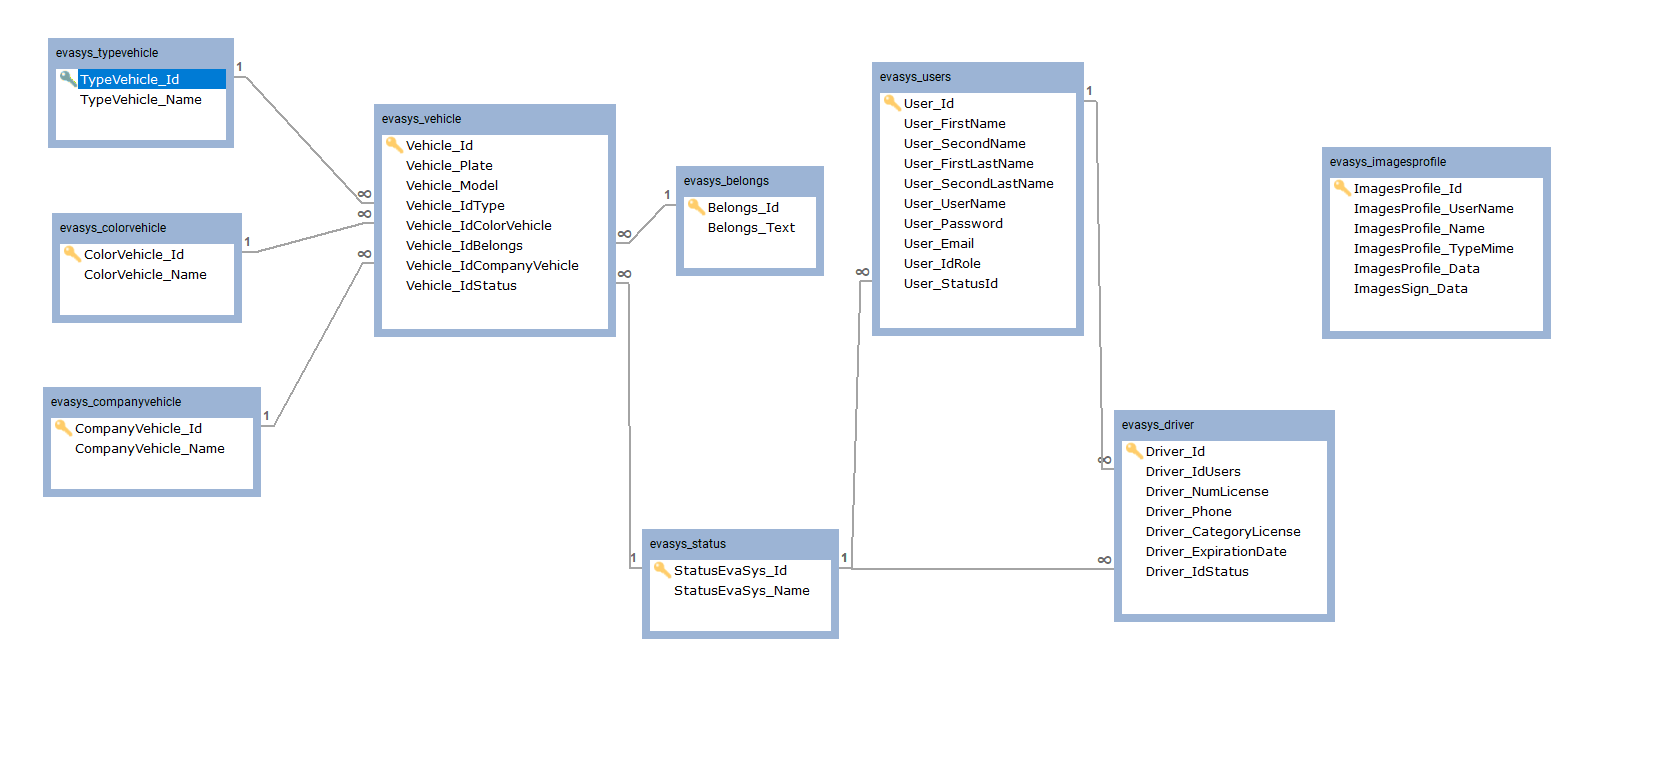 evasys_typevehicle
TypeVehicle_Id
TypeVehicle_Name
1
evasys_colorvehicle
ColorVehicle_Id
ColorVehicle_Name
1
evasys_companyvehicle
CompanyVehicle_Id
CompanyVehicle_Name
1
∞
∞
∞
evasys_vehicle
Vehicle_Id
Vehicle_Plate
Vehicle_Model
Vehicle_IdType
Vehicle_IdColorVehicle
Vehicle_IdBelongs
Vehicle_IdCompanyVehicle
Vehicle_IdStatus
∞
∞
1
evasys_belongs
Belongs_Id
Belongs_Text
1
evasys_status
StatusEvaSys_Id
StatusEvaSys_Name
1
∞
evasys_users
User_Id
User_FirstName
User_SecondName
User_FirstLastName
User_SecondLastName
User_UserName
User_Password
User_Email
User_IdRole
User_StatusId
1
∞
∞
evasys_driver
Driver_Id
Driver_IdUsers
Driver_NumLicense
Driver_Phone
Driver_CategoryLicense
Driver_ExpirationDate
Driver_IdStatus
evasys_imagesprofile
ImagesProfile_Id
ImagesProfile_UserName
ImagesProfile_Name
ImagesProfile_TypeMime
ImagesProfile_Data
ImagesSign_Data